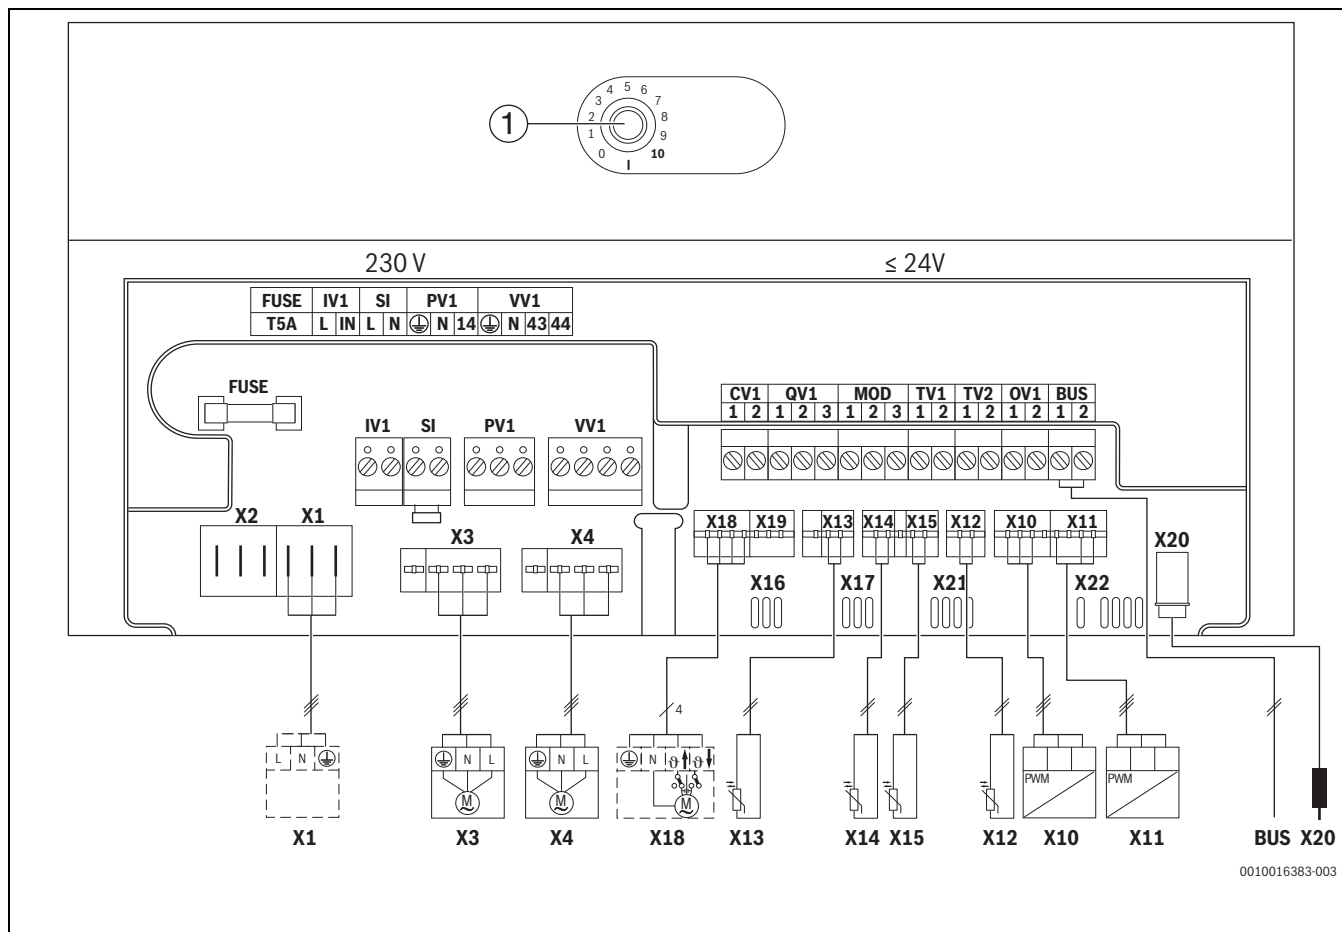 4 5 6
3 7
2 8
1 9
0 10
I
1
230 V ≤ 24V
FUSE IV1 SI PV1 VV1
T5A L IN L N N 14 N 43 44
FUSE
CV1 QV1 MOD TV1 TV2 OV1 BUS
1 2 1 2 3 1 2 3 1 2 1 2 1 2 1 2
IV1 SI PV1 VV1
X2 X1 X3 X4
X18 X19 X13 X14 X15 X12 X10 X11
X20
X16 X17 X21 X22
4
L N
N L
N L
N ϑ ϑ
M
M
M
PWM
PWM
X1 X3 X4 X18 X13 X14 X15 X12 X10 X11 BUS X20
0010016383-003